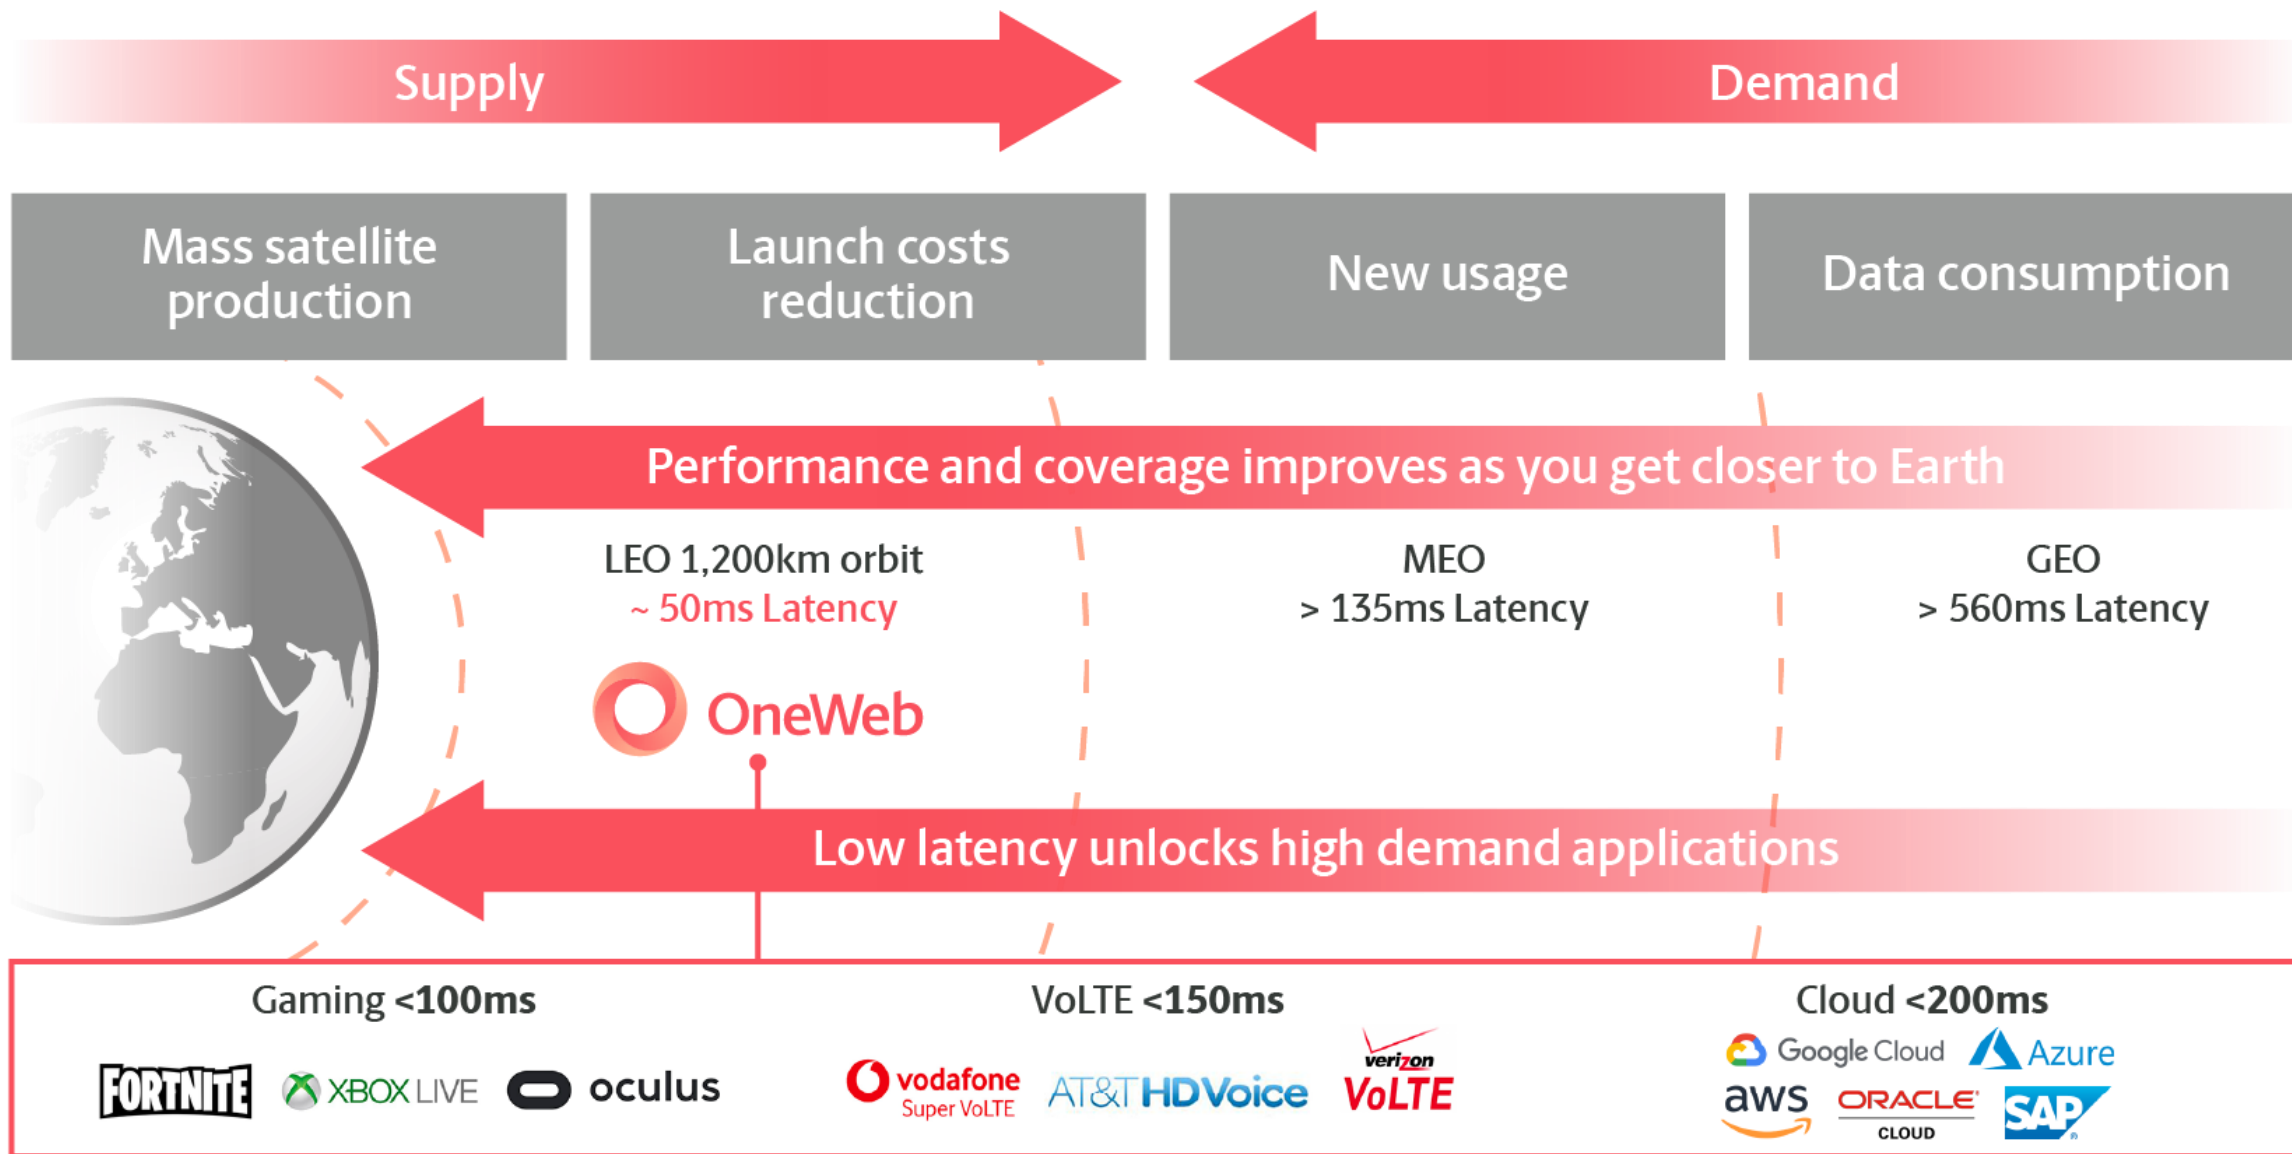 Supply
Demand
Mass satellite
production
Launch costs
reduction
New usage
Data consumption
Performance and coverage improves as you get closer to Earth
LEO 1,200km orbit
~ 50ms Latency
MEO
> 135ms Latency
GEO
> 560ms Latency
OneWeb
Low latency unlocks high demand applications
Gaming <100ms
FORTNITE
XBOX LIVE
oculus
VoLTE <150ms
vodafone
Super VoLTE
AT&T HD Voice
verizon
VoLTE
Cloud <200ms
Google Cloud
Azure
aws
ORACLE
CLOUD
SAP